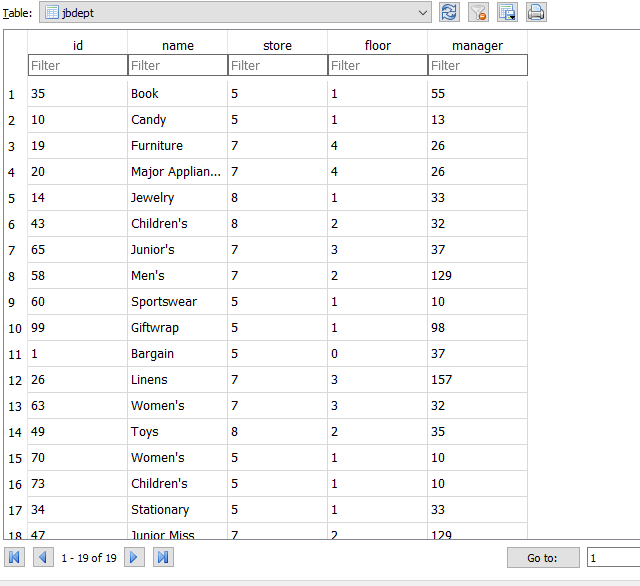 Table: jbdept
id name store floor manager
Filter Filter Filter Filter Filter
1 35 Book 5 1 55
2 10 Candy 5 1 13
3 19 Furniture 7 4 26
4 20 Major Applian... 7 4 26
5 14 Jewelry 8 1 33
6 43 Children's 8 2 32
7 65 Junior's 7 3 37
8 58 Men's 7 2 129
9 60 Sportswear 5 1 10
10 99 Giftwrap 5 1 98
11 1 Bargain 5 0 37
12 26 Linens 7 3 157
13 63 Women's 7 3 32
14 49 Toys 8 2 35
15 70 Women's 5 1 10
16 73 Children's 5 1 10
17 34 Stationary 5 1 33
18 47 Junior Miss 7 2 129
1 - 19 of 19 Go to: 1